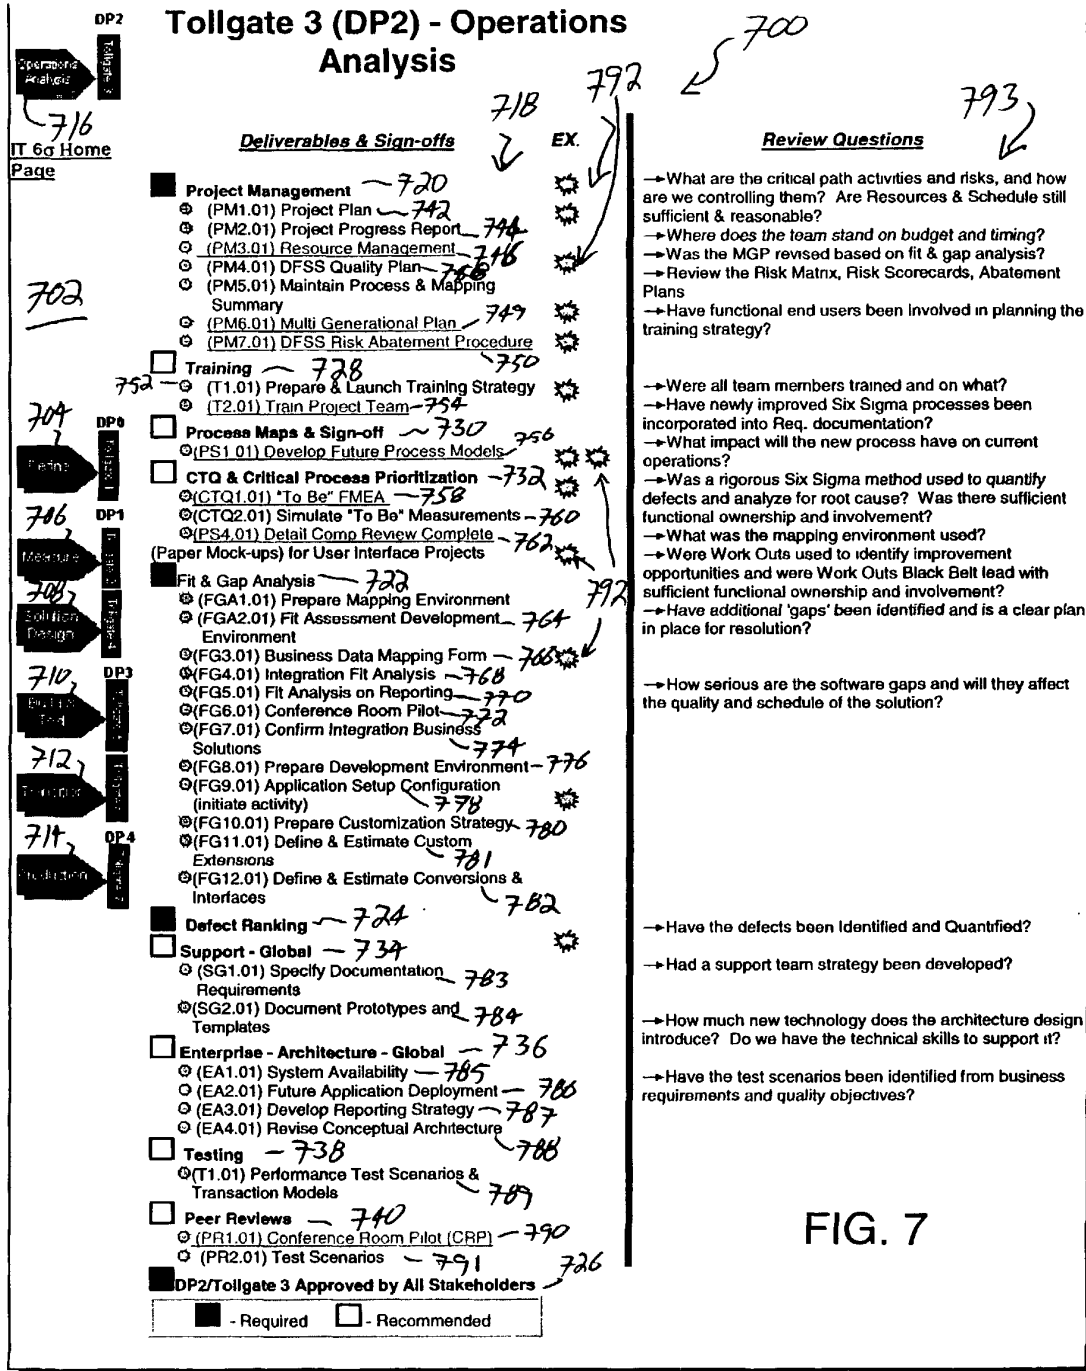 DP2
Tollgate 3 (DP2) - Operations
Analysis
Operations
Analysis
Tollgate 3
700
792
793
718
716
IT 6σ Home
Page
Deliverables & Sign-offs
EX.
Review Questions
Project Management 720
(PM1.01) Project Plan 742
(PM2.01) Project Progress Report 744
(PM3.01) Resource Management 746
(PM4.01) DFSS Quality Plan
(PM5.01) Maintain Process & Mapping
Summary
(PM6.01) Multi Generational Plan 749
(PM7.01) DFSS Risk Abatement Procedure
750
Training 728
752 (T1.01) Prepare & Launch Training Strategy
(T2.01) Train Project Team 754
Process Maps & Sign-off 730
(PS1.01) Develop Future Process Models 756
CTQ & Critical Process Prioritization 732
(CTQ1.01) "To Be" FMEA 758
(CTQ2.01) Simulate "To Be" Measurements 760
(PS4.01) Detail Comp Review Complete 762
(Paper Mock-ups) for User Interface Projects
Fit & Gap Analysis 722
792
(FGA1.01) Prepare Mapping Environment
(FGA2.01) Fit Assessment Development 764
Environment
(FG3.01) Business Data Mapping Form 766
(FG4.01) Integration Fit Analysis 768
(FG5.01) Fit Analysis on Reporting 770
(FG6.01) Conference Room Pilot 772
(FG7.01) Confirm Integration Business
Solutions 774
(FG8.01) Prepare Development Environment 776
(FG9.01) Application Setup Configuration
(initiate activity) 778
(FG10.01) Prepare Customization Strategy 780
(FG11.01) Define & Estimate Custom
Extensions 781
(FG12.01) Define & Estimate Conversions &
Interfaces 782
Defect Ranking 724
Support - Global 734
(SG1.01) Specify Documentation
Requirements 783
(SG2.01) Document Prototypes and
Templates 784
Enterprise - Architecture - Global 736
(EA1.01) System Availability 785
(EA2.01) Future Application Deployment 786
(EA3.01) Develop Reporting Strategy 787
(EA4.01) Revise Conceptual Architecture
788
Testing 738
(T1.01) Performance Test Scenarios &
Transaction Models 789
Peer Reviews 740
(PR1.01) Conference Room Pilot (CRP) 790
(PR2.01) Test Scenarios 791
DP2/Tollgate 3 Approved by All Stakeholders 726
- Required - Recommended
→What are the critical path activities and risks, and how
are we controlling them? Are Resources & Schedule still
sufficient & reasonable?
→Where does the team stand on budget and timing?
→Was the MGP revised based on fit & gap analysis?
→Review the Risk Matrix, Risk Scorecards, Abatement
Plans
→Have functional end users been involved in planning the
training strategy?
→Were all team members trained and on what?
→Have newly improved Six Sigma processes been
incorporated into Req. documentation?
→What impact will the new process have on current
operations?
→Was a rigorous Six Sigma method used to quantify
defects and analyze for root cause? Was there sufficient
functional ownership and involvement?
→What was the mapping environment used?
→Were Work Outs used to identify improvement
opportunities and were Work Outs Black Belt lead with
sufficient functional ownership and involvement?
→Have additional 'gaps' been identified and is a clear plan
in place for resolution?
→How serious are the software gaps and will they affect
the quality and schedule of the solution?
→Have the defects been Identified and Quantified?
→Had a support team strategy been developed?
→How much new technology does the architecture design
introduce? Do we have the technical skills to support it?
→Have the test scenarios been identified from business
requirements and quality objectives?
702
704
DP0
Define
706
DP1
Measure
708
Solution
Design
710
DP3
712
714
DP4
Production
FIG. 7